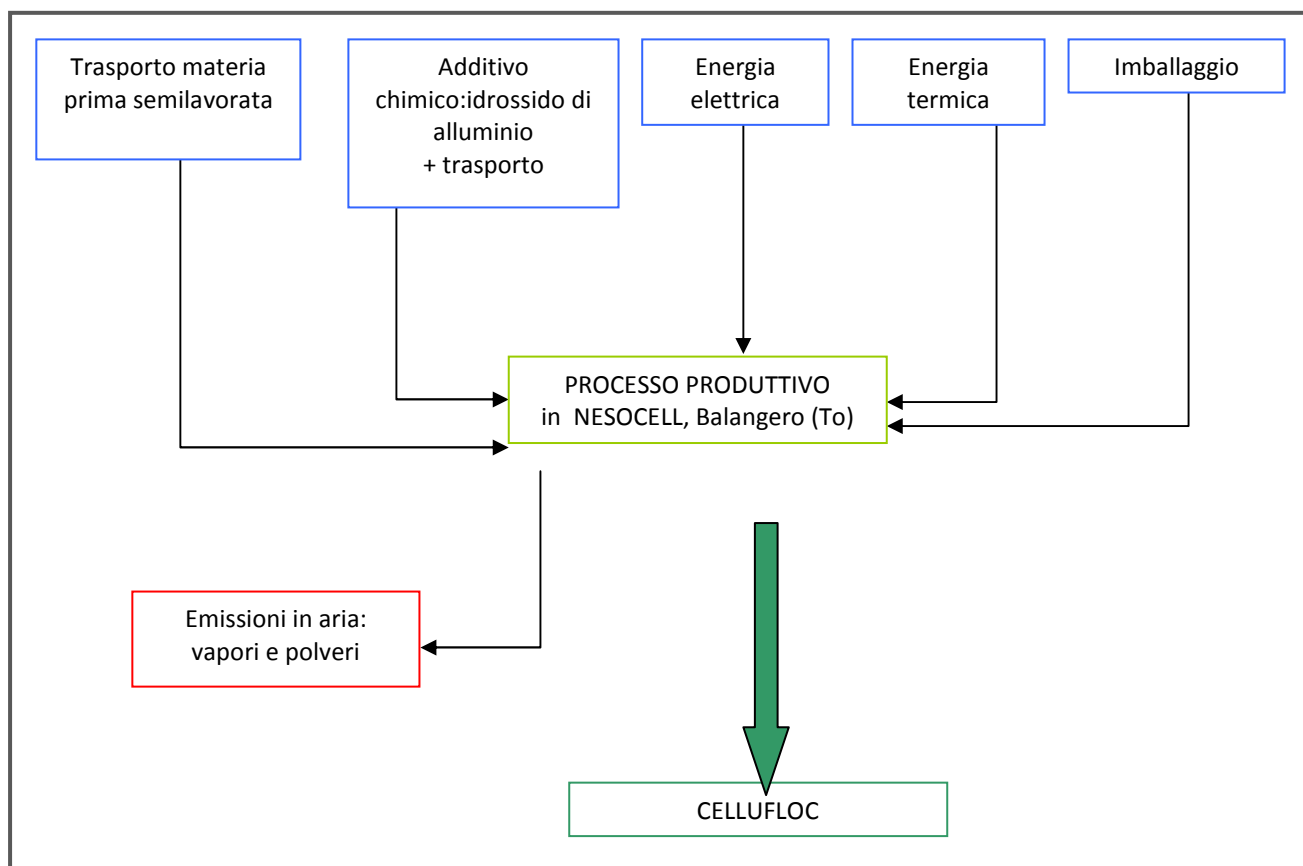 Trasporto materia
prima semilavorata
Additivo
chimico:idrossido di
alluminio
+ trasporto
Energia
elettrica
Energia
termica
Imballaggio
PROCESSO PRODUTTIVO
in  NESOCELL, Balangero (To)
Emissioni in aria:
vapori e polveri
CELLUFLOC